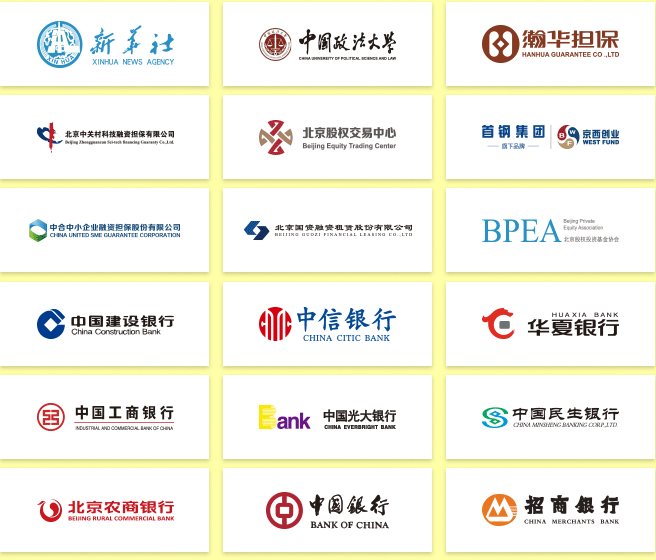 新华社
XINHUA NEWS AGENCY
XIN HUA
中国政法大学
CHINA UNIVERSITY OF POLITICAL SCIENCE AND LAW
瀚华担保
HANHUA GUARANTEE CO .,LTD
北京中关村科技融资担保有限公司
Beijing Zhongguancun Sci-tech Financing Guaranty Co.,Ltd.
北京股权交易中心
Beijing Equity Trading Center
首钢集团
旗下品牌
京西创业
WEST FUND
中合中小企业融资担保股份有限公司
CHINA UNITED SME GUARANTEE CORPORATION
北京国资融资租赁股份有限公司
BEIJING GUOZI FINANCIAL LEASING CO.,LTD
BPEA
Beijing Private
Equity Association
北京股权投资基金协会
中国建设银行
China Construction Bank
中信银行
CHINA CITIC BANK
HUAXIA BANK
华夏银行
中国工商银行
INDUSTRIAL AND COMMERCIAL BANK OF CHINA
Bank
中国光大银行
CHINA EVERBRIGHT BANK
中国民生银行
CHINA MINSHENG BANKING CORP.,LTD
北京农商银行
BEIJING RURAL COMMERCIAL BANK
中国银行
BANK OF CHINA
招商银行
CHINA MERCHANTS BANK